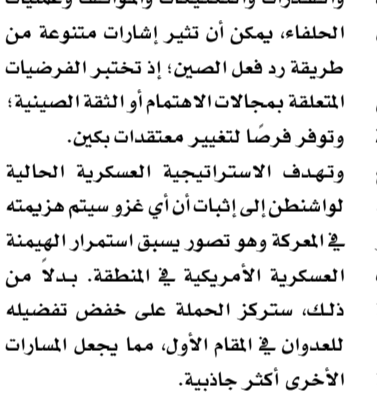 الحلفاء، يمكن أن تثير إشارات متنوعة من
طريقة رد فعل الصين؛ إذ تختبر الفرضيات
المتعلقة بمجالات الاهتمام أو الثقة الصينية؛
وتوفر فرصًا لتغيير معتقدات بكين.
وتهدف الاستراتيجية العسكرية الحالية
لواشنطن إلى إثبات أن أي غزو سيتم هزيمته
في المعركة وهو تصور يسبق استمرار الهيمنة
العسكرية الأمريكية في المنطقة. بدلاً من
ذلك، ستركز الحملة على خفض تفضيله
للعدوان في المقام الأول، مما يجعل المسارات
الأخرى أكثر جاذبية.